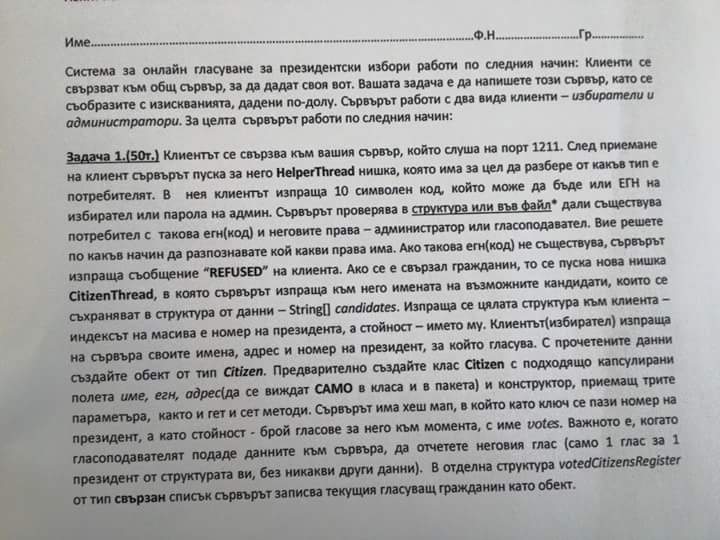 Име..........................................................................................................................Ф.Н..........................Гр................
Система за онлайн гласуване за президентски избори работи по следния начин: Клиенти се
свързват към общ сървър, за да дадат своя вот. Вашата задача е да напишете този сървър, като се
съобразите с изискванията, дадени по-долу. Сървърът работи с два вида клиенти – избиратели и
администратори. За целта сървърът работи по следния начин:
Задача 1.(50т.) Клиентът се свързва към вашия сървър, който слуша на порт 1211. След приемане
на клиент сървърът пуска за него HelperThread нишка, която има за цел да разбере от какъв тип е
потребителят. В нея клиентът изпраща 10 символен код, който може да бъде или ЕГН на
избирател или парола на админ. Сървърът проверява в структура или във файл* дали съществува
потребител с такова егн(код) и неговите права – администратор или гласоподавател. Вие решете
по какъв начин да разпознавате кой какви права има. Ако такова егн(код) не съществува, сървърът
изпраща съобщение “REFUSED” на клиента. Ако се е свързал гражданин, то се пуска нова нишка
CitizenThread, в която сървърът изпраща към него имената на възможните кандидати, които се
съхраняват в структура от данни – String[] candidates. Изпраща се цялата структура към клиента –
индексът на масива е номер на президента, а стойност – името му. Клиентът(избирател) изпраща
на сървъра своите имена, адрес и номер на президент, за който гласува. С прочетените данни
създайте обект от тип Citizen. Предварително създайте клас Citizen с подходящо капсулирани
полета име, егн, адрес(да се виждат САМО в класа и в пакета) и конструктор, приемащ трите
параметъра, както и гет и сет методи. Сървърът има хеш мап, в който като ключ се пази номер на
президент, а като стойност - брой гласове за него към момента, с име votes. Важното е, когато
гласоподавателят подаде данните към сървъра, да отчетете неговия глас (само 1 глас за 1
президент от структурата ви, без никакви други данни). В отделна структура votedCitizensRegister
от тип свързан списък сървърът записва текущия гласуващ гражданин като обект.